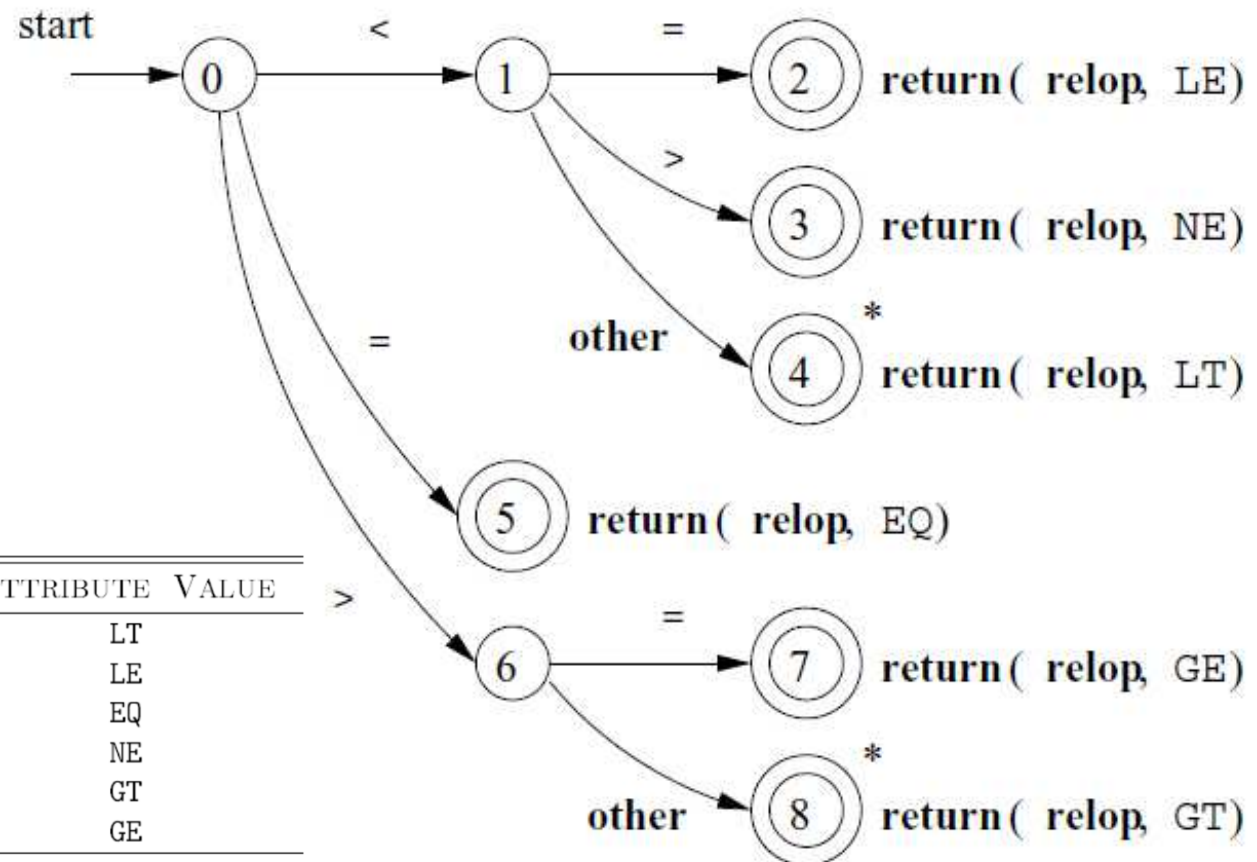 start
< =
0 1 2 return( relop, LE)
>
3 return( relop, NE)
*
= other 4 return( relop, LT)
5 return( relop, EQ)
TTRIBUTE VALUE
> =
LT
LE 6 7 return( relop, GE)
EQ
NE *
GT
other 8 return( relop, GT)
GE